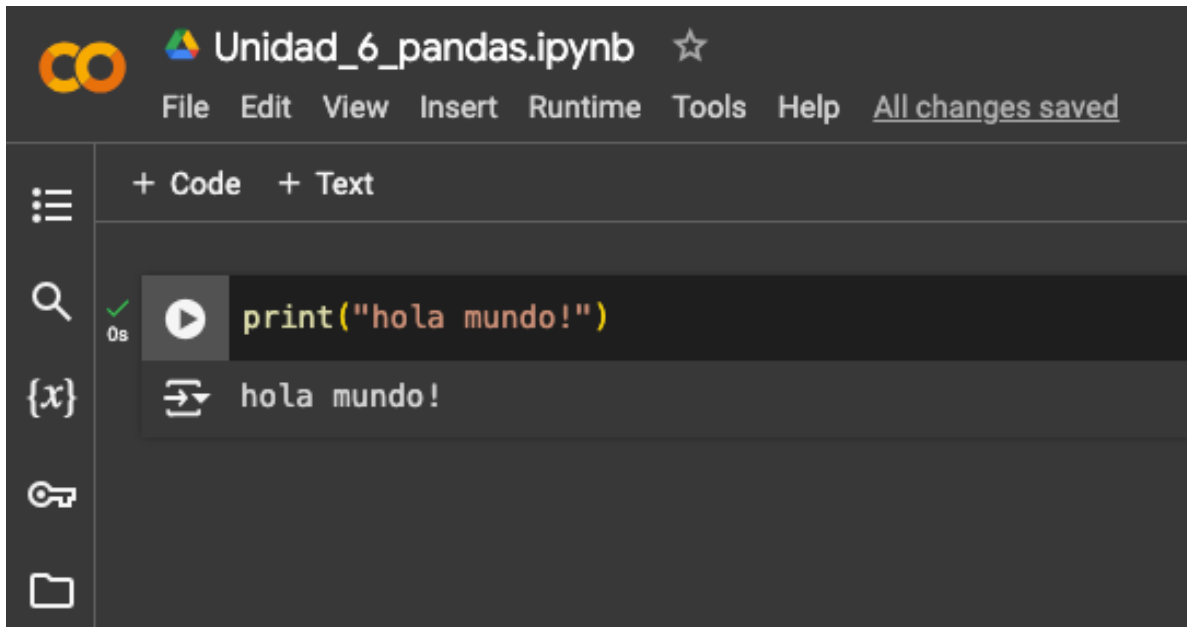 Unidad_6_pandas.ipynb
File Edit View Insert Runtime Tools Help All changes saved
+ Code + Text
print("hola mundo!")
0s
{x}
hola mundo!